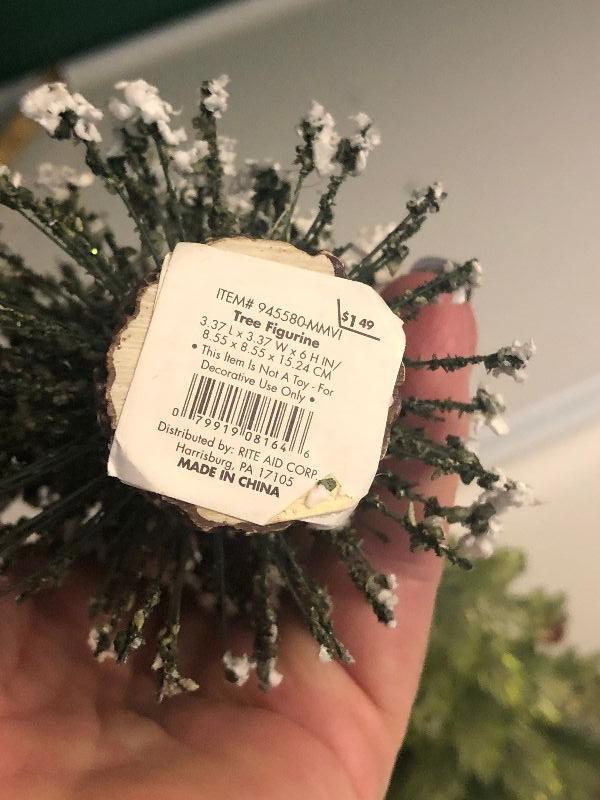 ITEM# 945580-MMVI
$1 49
Tree Figurine
3.37 L x 3.37 W x 6 H IN/
8.55 x 8.55 x 15.24 CM
• This Item Is Not A Toy - For
Decorative Use Only •
0 79919 08164 6
Distributed by: RITE AID CORP.
Harrisburg, PA 17105
MADE IN CHINA